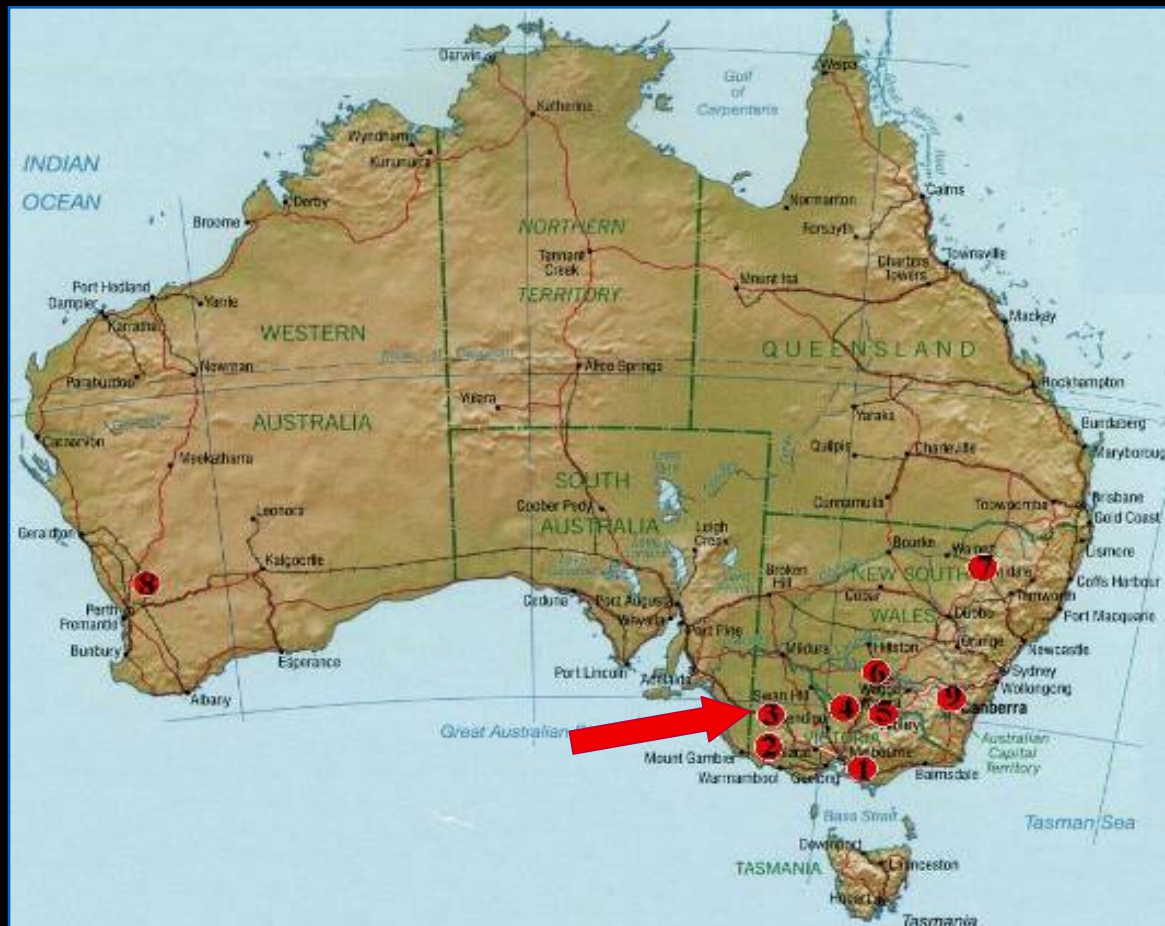 Darwin
Weipa
Gulf
of
Carpentaria
Katherine
Wyndham
Kununurra
INDIAN
OCEAN
Derby
Broome
Normanton
Cairns
Forsyth
NORTHERN
Tennant
Creek
Townsville
Charters
Towers
Mount Isa
TERRITORY
Port Hedland
Dampier
Karratha
Yarrie
Mackay
WESTERN
QUEENSLAND
Newman
Paraburdoo
Alice Springs
Rockhampton
Yulara
Yaraka
AUSTRALIA
Carnarvon
Bundaberg
Quilpie
Charleville
Maryboroug
Meekatharra
SOUTH
Coober Pedy
Cunnamulla
Toowoomba
Brisbane
Gold Coast
Leonora
AUSTRALIA
Geraldton
Leigh
Creek
Bourke
Lismore
Kalgoorlie
7
8
Broken
Hill
NEW SOUTH
Coffs Harbour
Ceduna
Port Augusta
Cobar
Tamworth
Perth
Fremantle
Whyalla
WALES
Dubbo
Port Macquarie
Port Pirie
Orange
Bunbury
Esperance
Mildura
Hillston
Newcastle
Port Lincoln
Adelaide
6
Sydney
Albany
Swan Hill
Wollongong
3
4
5
9
Canberra
Great Australian
2
VICTORIA
Australian
Capital
Territory
Mount Gambier
Melbourne
1
Warrnambool
Geelong
Bairnsdale
Bass Strait
Tasman Sea
Devonport
TASMANIA
Launceston
Tasmania